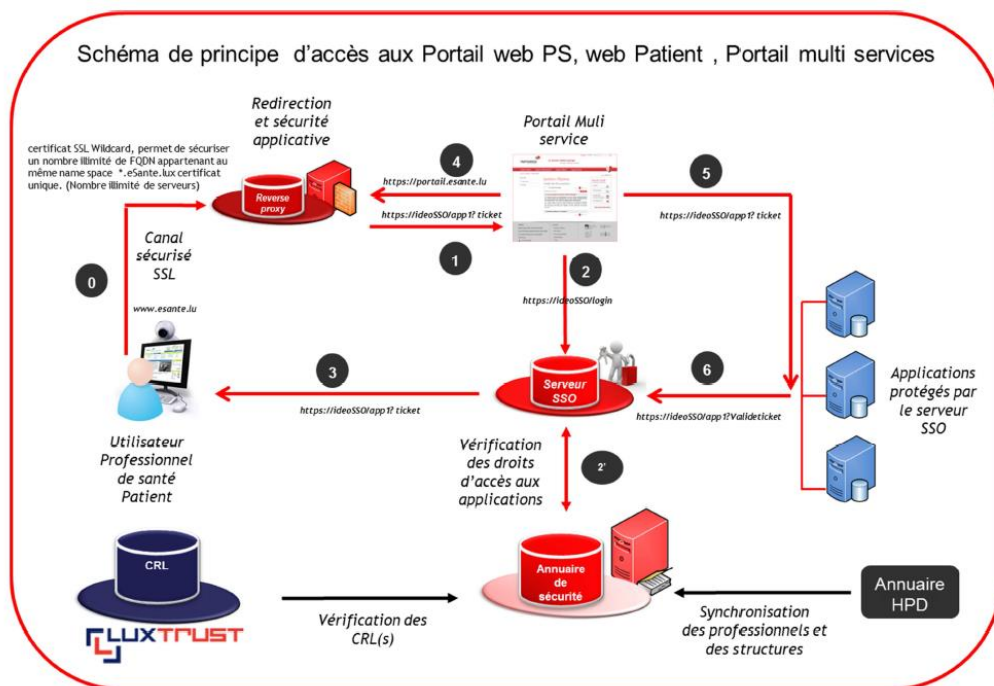 Schéma de principe d'accès aux Portail web PS, web Patient , Portail multi services
Redirection
et sécurité
applicative
Portail Muli
service
certificat SSL Wildcard, permet de sécuriser
un nombre illimité de FQDN appartenant au
même name space *.eSante.lux certificat
unique. (Nombre illimité de serveurs)
Reverse
proxy
4
https://portail.esante.lu
https://ideoSSO/app1? ticket
1
5
https://ideoSSO/app1? ticket
Canal
sécurisé
SSL
0
www.esante.lu
2
https://ideoSSO/login
3
https://ideoSSO/app1? ticket
Serveur
SSO
6
https://ideoSSO/app1?Valideticket
Applications
protégés par
le serveur
SSO
Utilisateur
Professionnel
de santé
Patient
Vérification
des droits
d'accès aux
applications
2'
CRL
LUXTRUST
Vérification des
CRL(s)
Annuaire
de
sécurité
Synchronisation
des professionnels et
des structures
Annuaire
HPD